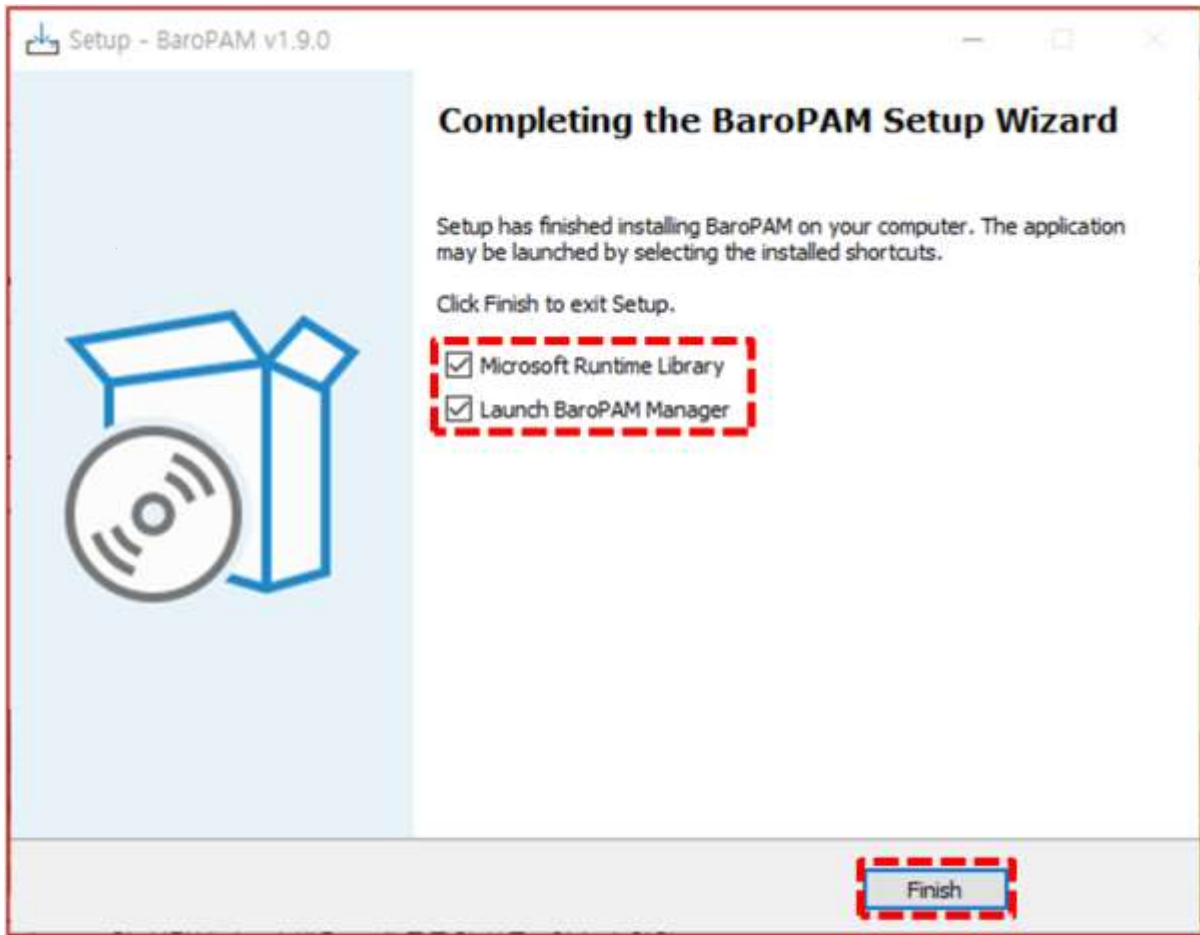 Setup - BaroPAM v1.9.0
Completing the BaroPAM Setup Wizard
Setup has finished installing BaroPAM on your computer. The application
may be launched by selecting the installed shortcuts.
Click Finish to exit Setup.
Microsoft Runtime Library
Launch BaroPAM Manager
Finish